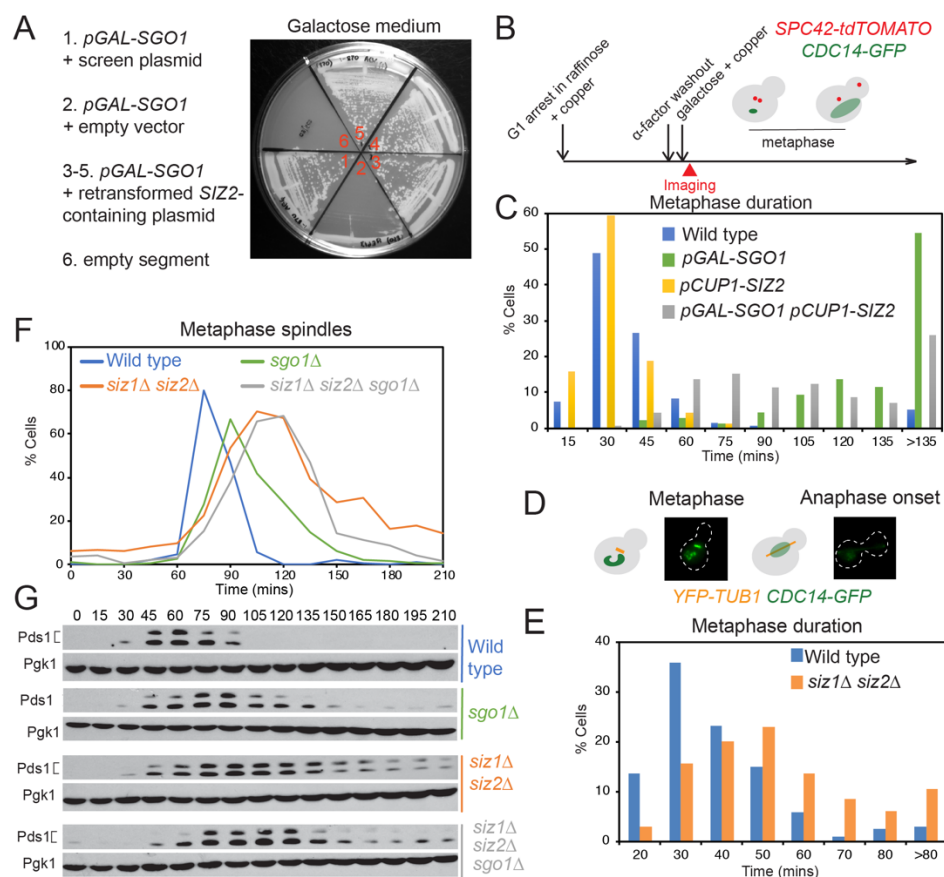 A
Galactose medium
1. pGAL-SGO1
+ screen plasmid
2. pGAL-SGO1
+ empty vector
3-5. pGAL-SGO1
+ retransformed SIZ2-
containing plasmid
6. empty segment
5
6
4
1
3
2
B
SPC42-tdTOMATO
CDC14-GFP
G1 arrest in raffinose
+ copper
α-factor washout
galactose + copper
metaphase
Imaging
C
Metaphase duration
Wild type
pGAL-SGO1
pCUP1-SIZ2
pGAL-SGO1 pCUP1-SIZ2
% Cells
60
50
40
30
20
10
0
15 30 45 60 75 90 105 120 135 >135
Time (mins)
F
Metaphase spindles
Wild type
sgo1Δ
siz1Δ siz2Δ
siz1Δ siz2Δ sgo1Δ
% Cells
100
80
60
40
20
0
0 30 60 90 120 150 180 210
Time (mins)
D
Metaphase
Anaphase onset
YFP-TUB1 CDC14-GFP
E
Metaphase duration
Wild type
siz1Δ siz2Δ
% Cells
40
30
20
10
0
20 30 40 50 60 70 80 >80
Time (mins)
G
0 15 30 45 60 75 90 105 120 135 150 165 180 195 210
Pds1
Pgk1
Wild
type
Pds1
Pgk1
sgo1Δ
Pds1
Pgk1
siz1Δ
siz2Δ
Pds1
Pgk1
siz1Δ
siz2Δ
sgo1Δ